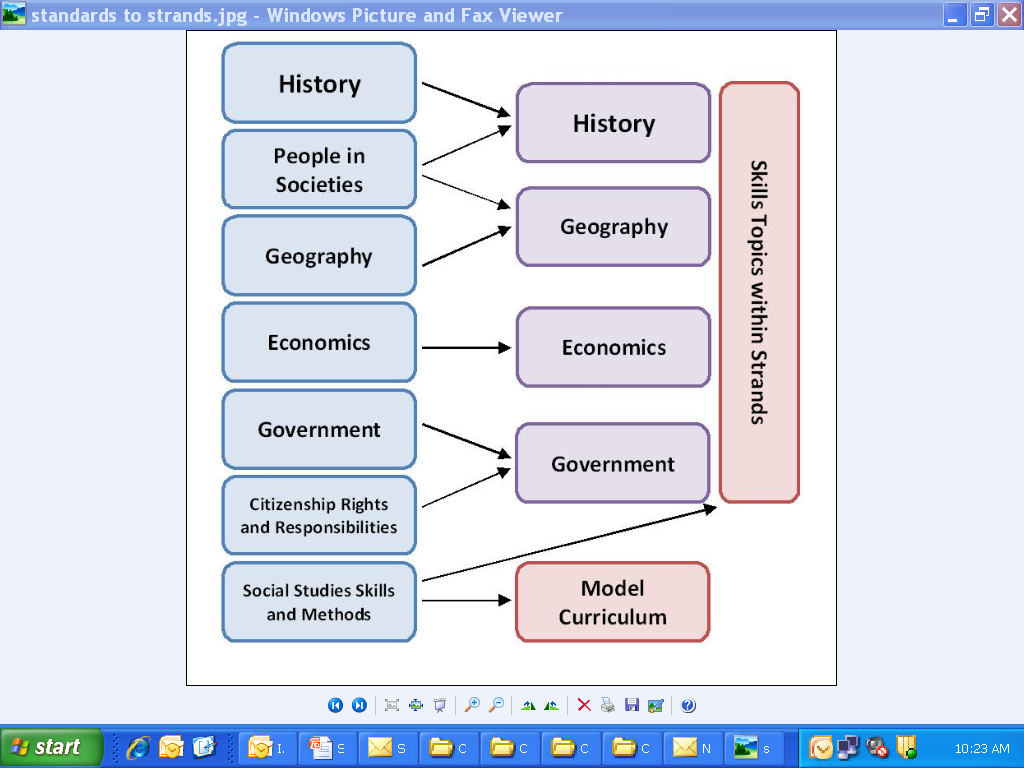 standards to strands.jpg - Windows Picture and Fax Viewer
History
People in
Societies
Geography
Economics
Government
Citizenship Rights
and Responsibilities
Social Studies Skills
and Methods
History
Geography
Economics
Government
Model
Curriculum
Skills Topics within Strands
start
I.
S
S
C
C
C
C
N
s
10:23 AM